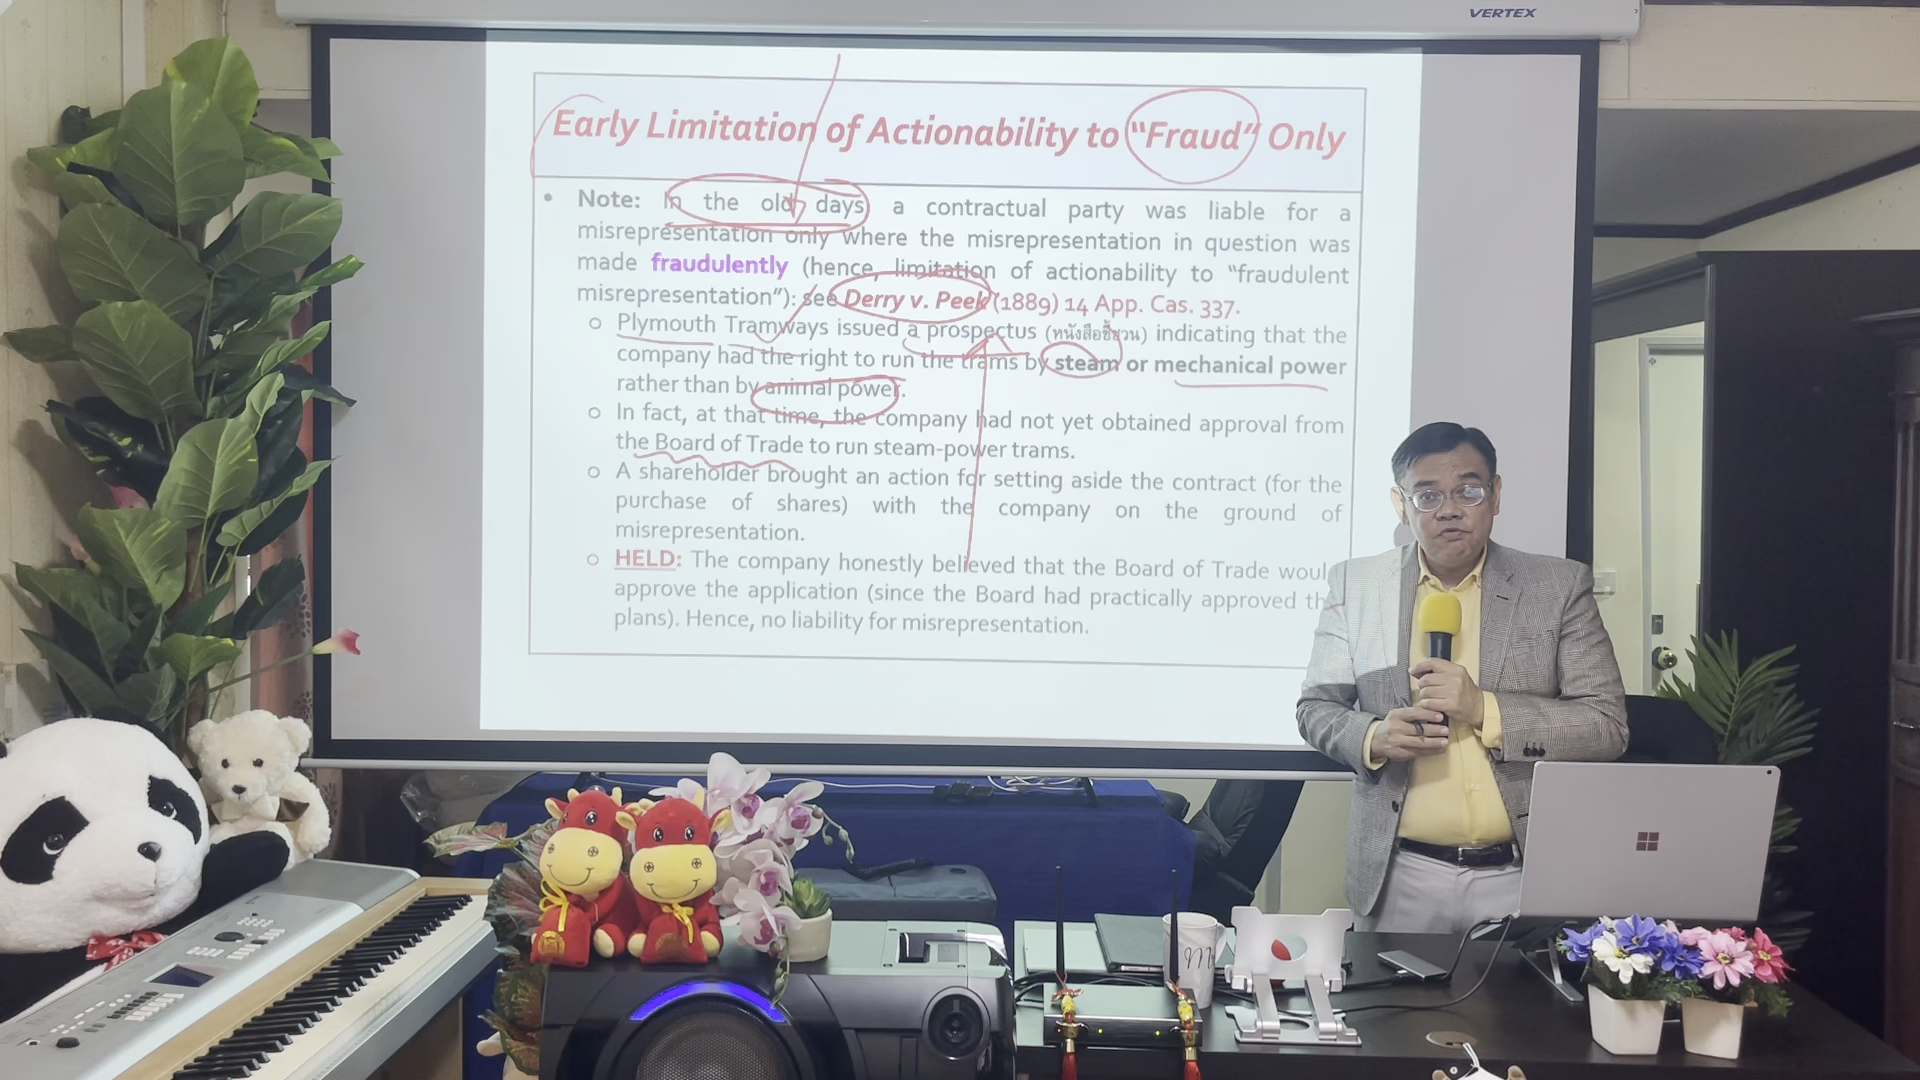 VERTEX
Early Limitation of Actionability to "Fraud" Only
• Note: In the old days, a contractual party was liable for a
misrepresentation only where the misrepresentation in question was
made fraudulently (hence, limitation of actionability to "fraudulent
misrepresentation"): see Derry v. Peek (1889) 14 App. Cas. 337.
o Plymouth Tramways issued a prospectus (หนังสือชี้ชวน) indicating that the
company had the right to run the trams by steam or mechanical power
rather than by animal power.
o In fact, at that time, the company had not yet obtained approval from
the Board of Trade to run steam-power trams.
o A shareholder brought an action for setting aside the contract (for the
purchase of shares) with the company on the ground of
misrepresentation.
o HELD: The company honestly believed that the Board of Trade woul
approve the application (since the Board had practically approved th
plans). Hence, no liability for misrepresentation.